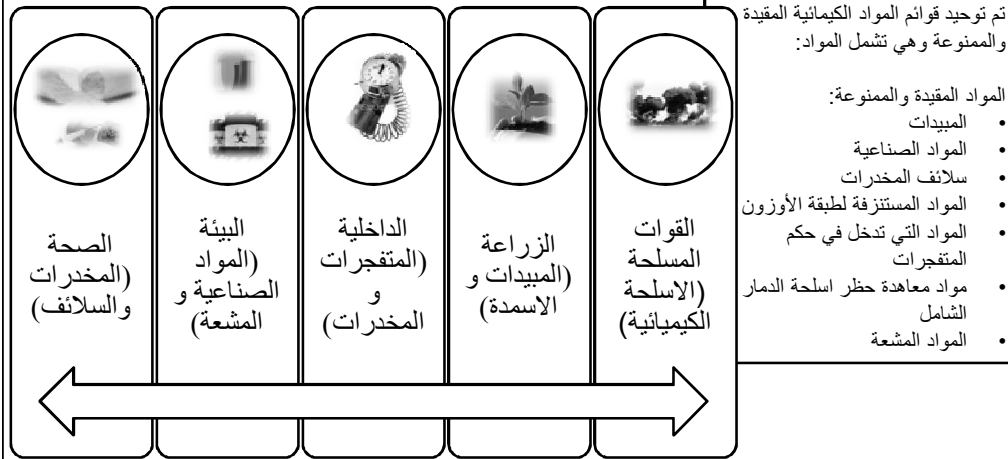 تم توحيد قوائم المواد الكيمائية المقيدة
والممنوعة وهي تشمل المواد:
المواد المقيدة والممنوعة:
• المبيدات
• المواد الصناعية
• سلائف المخدرات
• المواد المستنزفة لطبقة الأوزون
• المواد التي تدخل في حكم
المتفجرات
• مواد معاهدة حظر اسلحة الدمار
الشامل
• المواد المشعة
القوات
المسلحة
(الاسلحة
الكيميائية)
الزراعة
(المبيدات و
الاسمدة)
الداخلية
(المتفجرات
و
المخدرات)
البيئة
(المواد
الصناعية و
المشعة)
الصحة
(المخدرات
والسلائف)